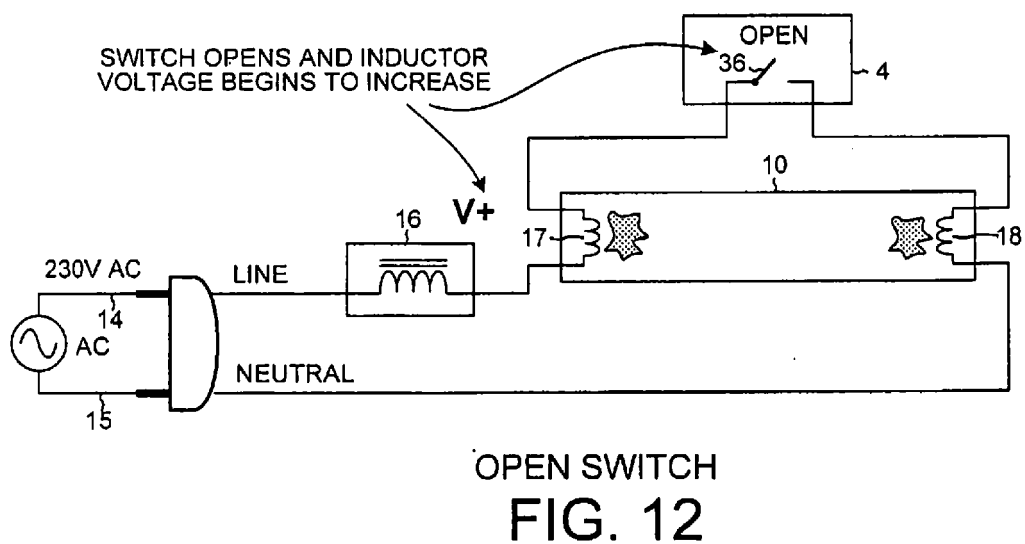 SWITCH OPENS AND INDUCTOR
VOLTAGE BEGINS TO INCREASE
OPEN
36
4
10
V+
16
17
18
230V AC
LINE
14
AC
NEUTRAL
15
OPEN SWITCH
FIG. 12